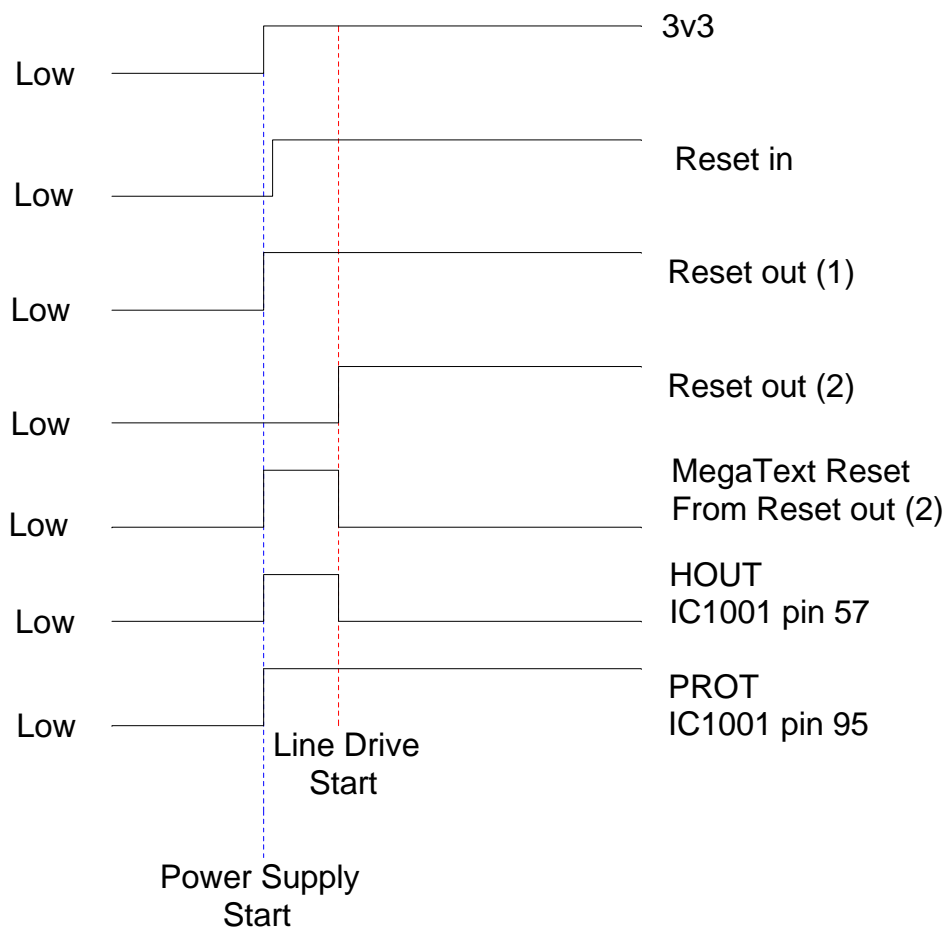 3v3
Low
Reset in
Low
Reset out (1)
Low
Reset out (2)
Low
MegaText Reset
From Reset out (2)
Low
HOUT
IC1001 pin 57
Low
PROT
IC1001 pin 95
Low
Line Drive
Start
Power Supply
Start